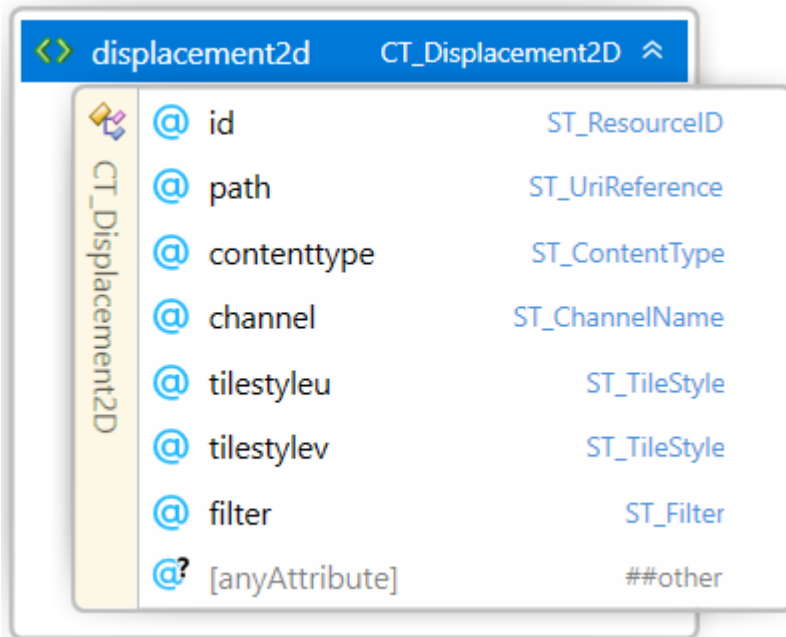 <> displacement2d CT_Displacement2D
CT_Displacement2D
@ id ST_ResourceID
@ path ST_UriReference
@ contenttype ST_ContentType
@ channel ST_ChannelName
@ tilestyleu ST_TileStyle
@ tilestylev ST_TileStyle
@ filter ST_Filter
@? [anyAttribute] ##other